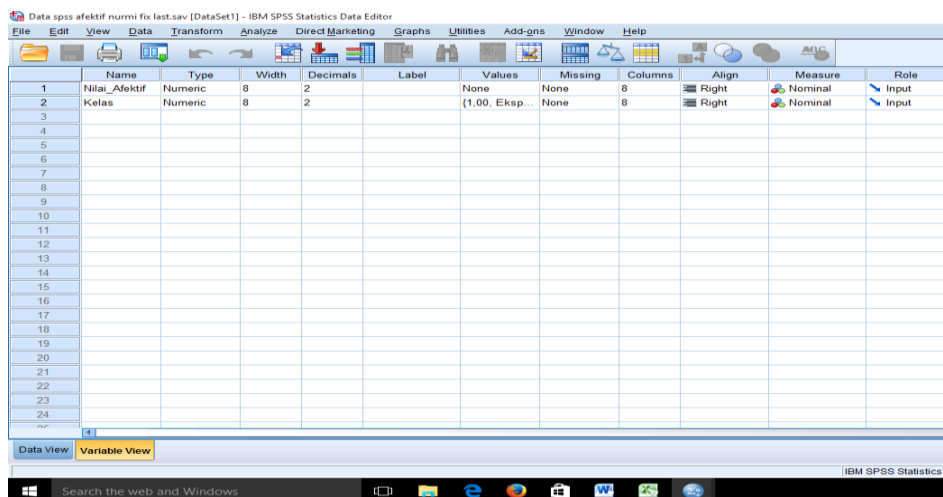 Data spss afektif nurmi fix last.sav [DataSet1] - IBM SPSS Statistics Data Editor
File Edit View Data Transform Analyze Direct Marketing Graphs Utilities Add-ons Window Help
Name Type Width Decimals Label Values Missing Columns Align Measure Role
1 Nilai_Afektif Numeric 8 2 None None 8 Right Nominal Input
2 Kelas Numeric 8 2 {1,00, Eksp... None 8 Right Nominal Input
3
4
5
6
7
8
9
10
11
12
13
14
15
16
17
18
19
20
21
22
23
24
Data View Variable View
IBM SPSS Statistics
Search the web and Windows